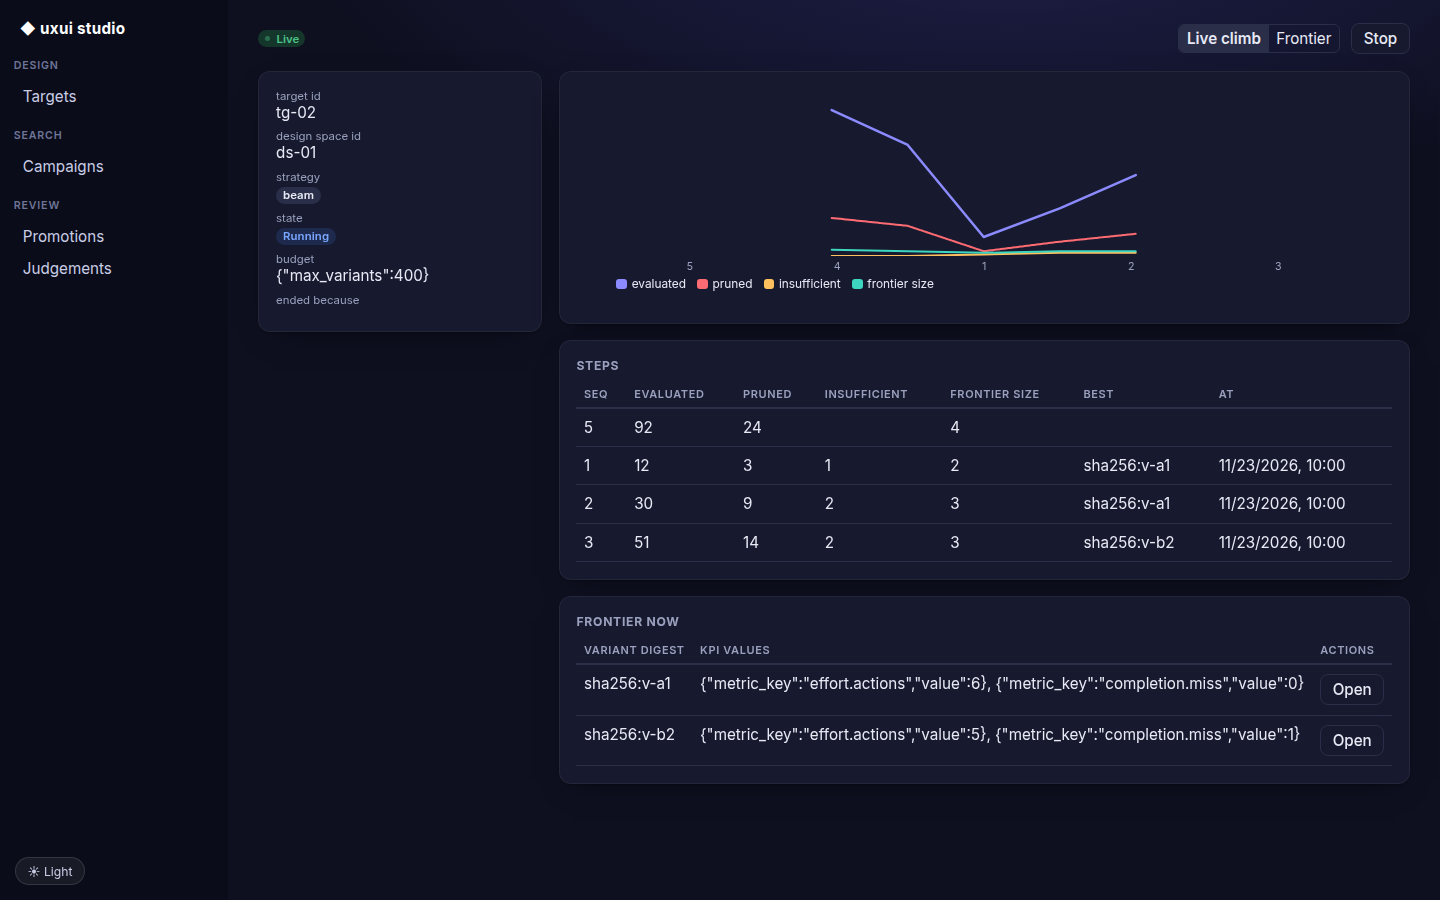 ◆ uxui studio
DESIGN
Targets
SEARCH
Campaigns
REVIEW
Promotions
Judgements
☀ Light
Live
Live climb Frontier Stop
target id
tg-02
design space id
ds-01
strategy
beam
state
Running
budget
{"max_variants":400}
ended because
5 4 1 2 3
evaluated pruned insufficient frontier size
STEPS
SEQ EVALUATED PRUNED INSUFFICIENT FRONTIER SIZE BEST AT
5 92 24 4
1 12 3 1 2 sha256:v-a1 11/23/2026, 10:00
2 30 9 2 3 sha256:v-a1 11/23/2026, 10:00
3 51 14 2 3 sha256:v-b2 11/23/2026, 10:00
FRONTIER NOW
VARIANT DIGEST KPI VALUES ACTIONS
sha256:v-a1 {"metric_key":"effort.actions","value":6}, {"metric_key":"completion.miss","value":0} Open
sha256:v-b2 {"metric_key":"effort.actions","value":5}, {"metric_key":"completion.miss","value":1} Open